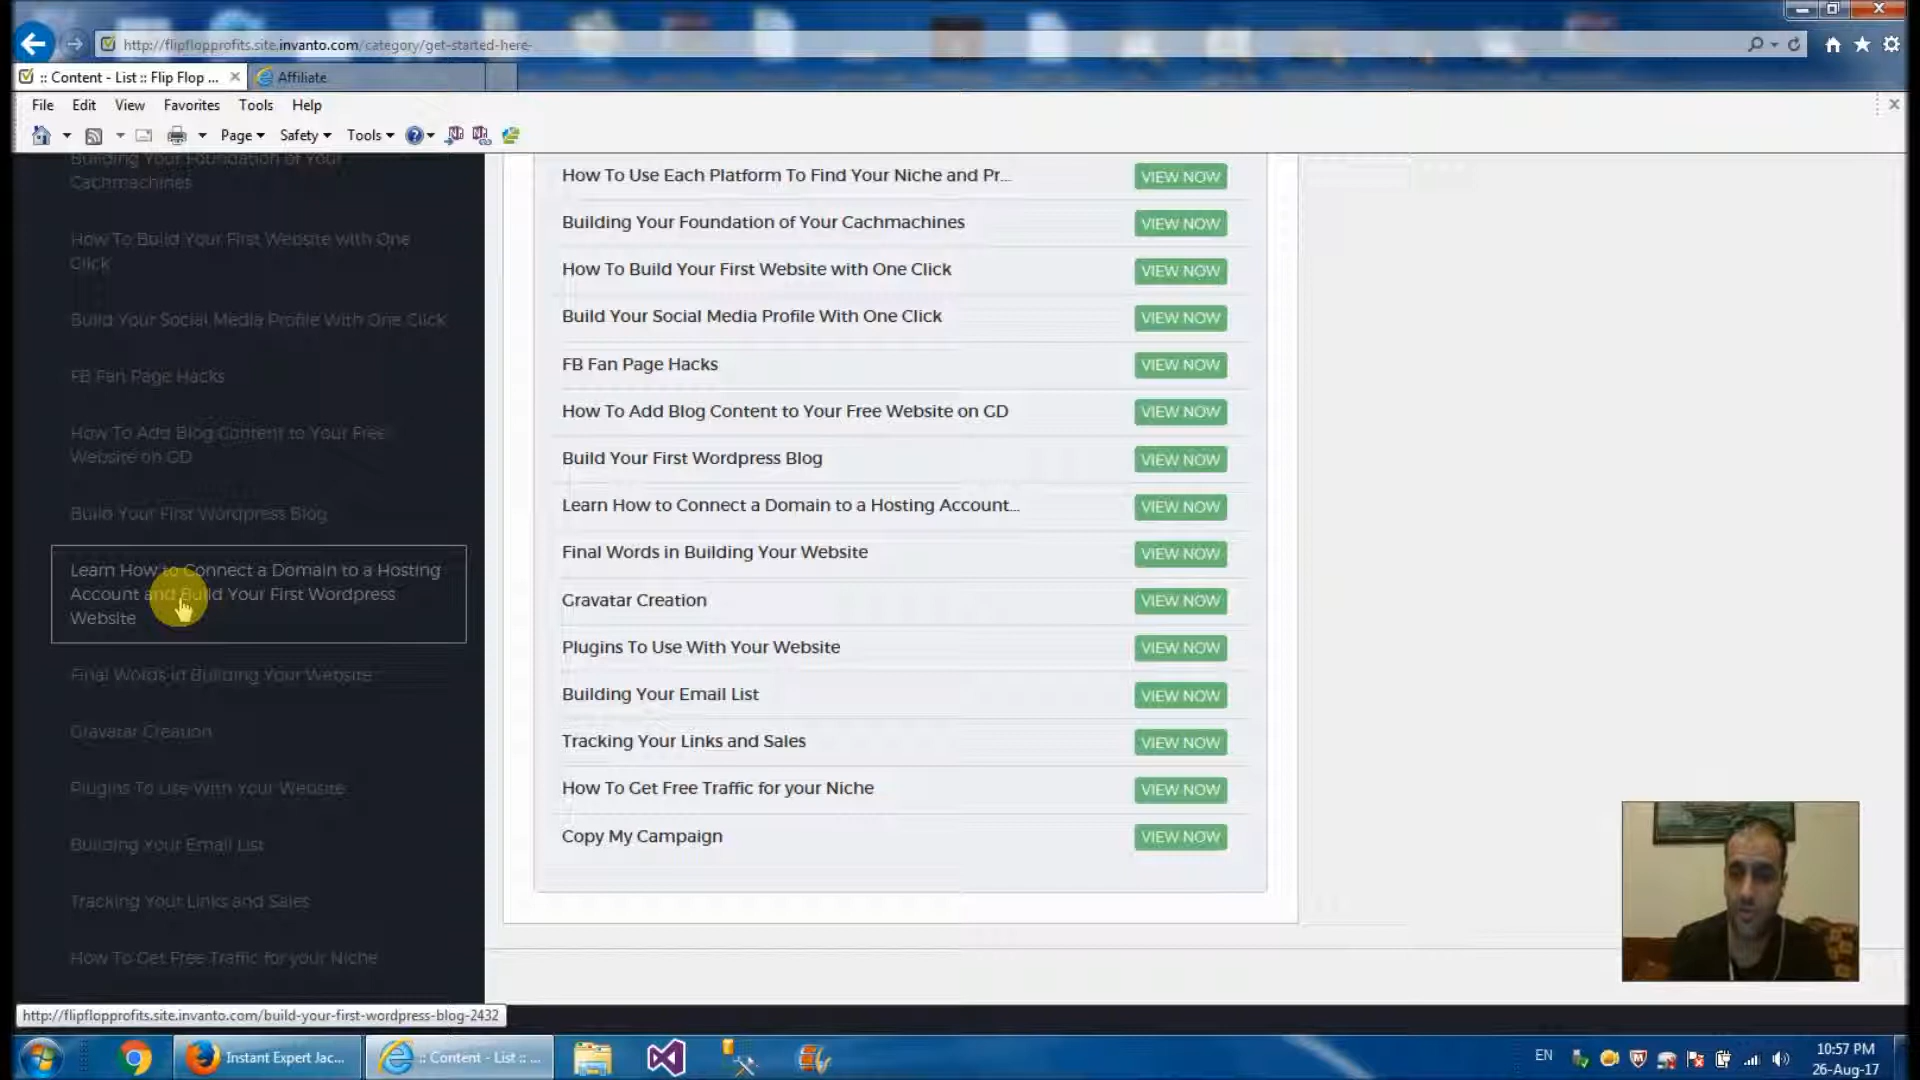 http://flipflopprofits.site.invanto.com/category/get-started-here-
:: Content - List :: Flip Flop ...
Affiliate
File Edit View Favorites Tools Help
Page Safety Tools
Building Your Foundation of Your
Cachmachines
How To Build Your First Website with One
Click
Build Your Social Media Profile With One Click
FB Fan Page Hacks
How To Add Blog Content to Your Free
Website on GD
Build Your First Wordpress Blog
Learn How to Connect a Domain to a Hosting
Account and Build Your First Wordpress
Website
Final Words in Building Your Website
Gravatar Creation
Plugins To Use With Your Website
Building Your Email List
Tracking Your Links and Sales
How To Get Free Traffic for your Niche
How To Use Each Platform To Find Your Niche and Pr... VIEW NOW
Building Your Foundation of Your Cachmachines VIEW NOW
How To Build Your First Website with One Click VIEW NOW
Build Your Social Media Profile With One Click VIEW NOW
FB Fan Page Hacks VIEW NOW
How To Add Blog Content to Your Free Website on GD VIEW NOW
Build Your First Wordpress Blog VIEW NOW
Learn How to Connect a Domain to a Hosting Account... VIEW NOW
Final Words in Building Your Website VIEW NOW
Gravatar Creation VIEW NOW
Plugins To Use With Your Website VIEW NOW
Building Your Email List VIEW NOW
Tracking Your Links and Sales VIEW NOW
How To Get Free Traffic for your Niche VIEW NOW
Copy My Campaign VIEW NOW
http://flipflopprofits.site.invanto.com/build-your-first-wordpress-blog-2432
Instant Expert Jac...
:: Content - List :: ...
EN
10:57 PM
26-Aug-17